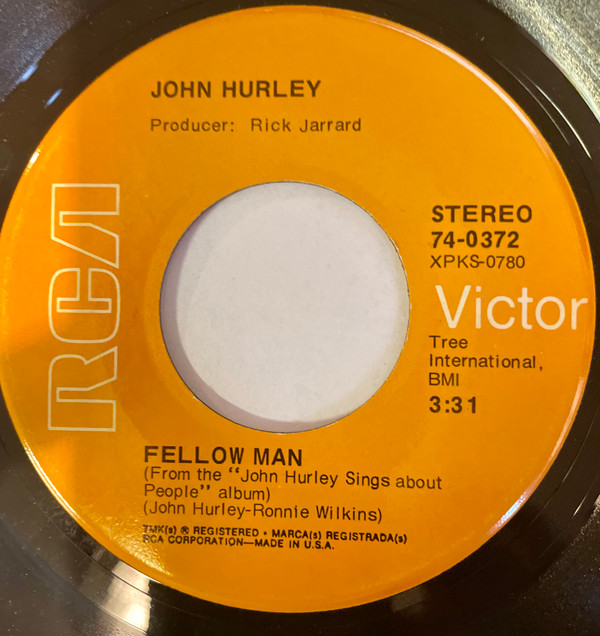 JOHN HURLEY
Producer: Rick Jarrard
RCA
STEREO
74-0372
XPKS-0780
Victor
Tree
International,
BMI
3:31
FELLOW MAN
(From the “John Hurley Sings about
People” album)
(John Hurley-Ronnie Wilkins)
TMK(s) ® REGISTERED • MARCA(s) REGISTRADA(s)
RCA CORPORATION—MADE IN U.S.A.